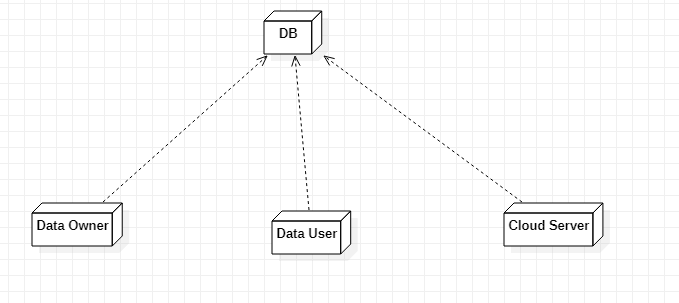 DB
Data Owner
Data User
Cloud Server